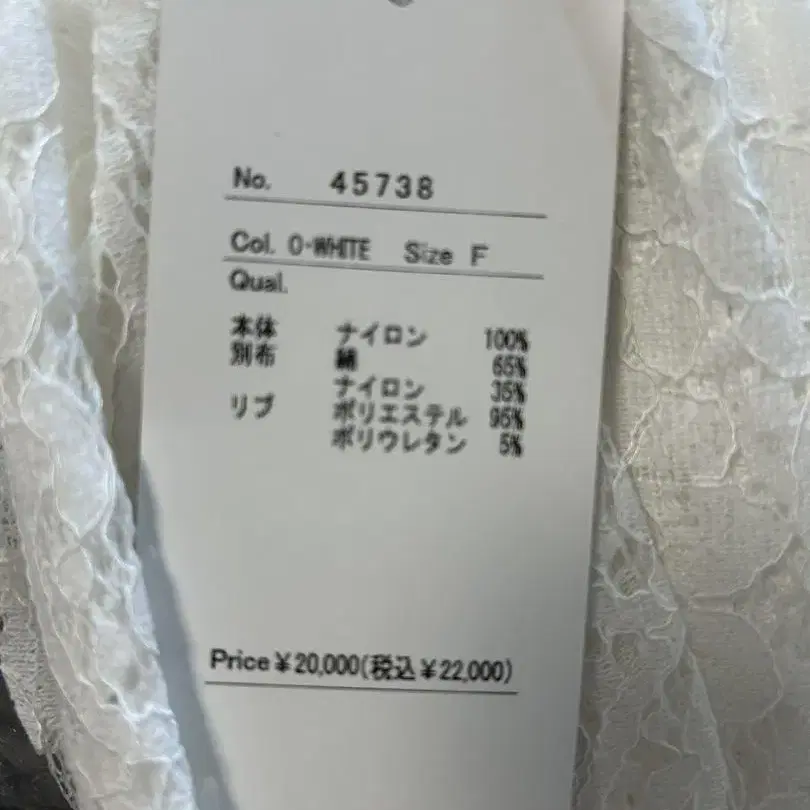 No. 45738
Col. O-WHITE Size F
Qual.
本体 ナイロン 100%
別布 綿 65%
ナイロン 35%
リブ ポリエステル 95%
ポリウレタン 5%
Price ¥20,000(税込¥22,000)